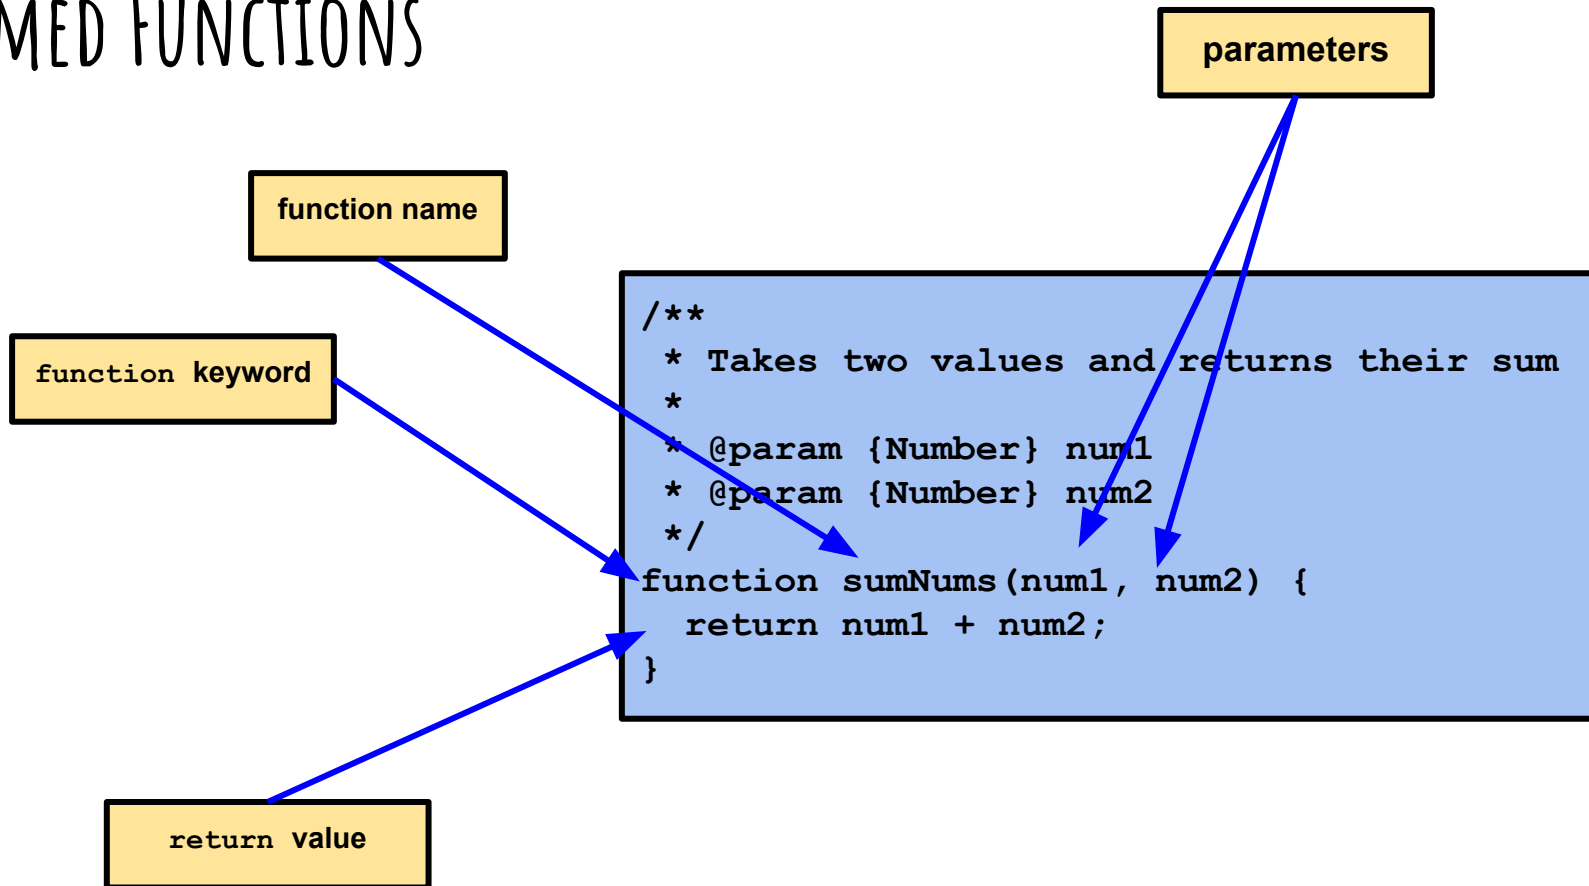 MED FUNCTIONS
parameters
function name
function keyword
/**
 * Takes two values and returns their sum
 *
 * @param {Number} num1
 * @param {Number} num2
 */
function sumNums(num1, num2) {
  return num1 + num2;
}
return value